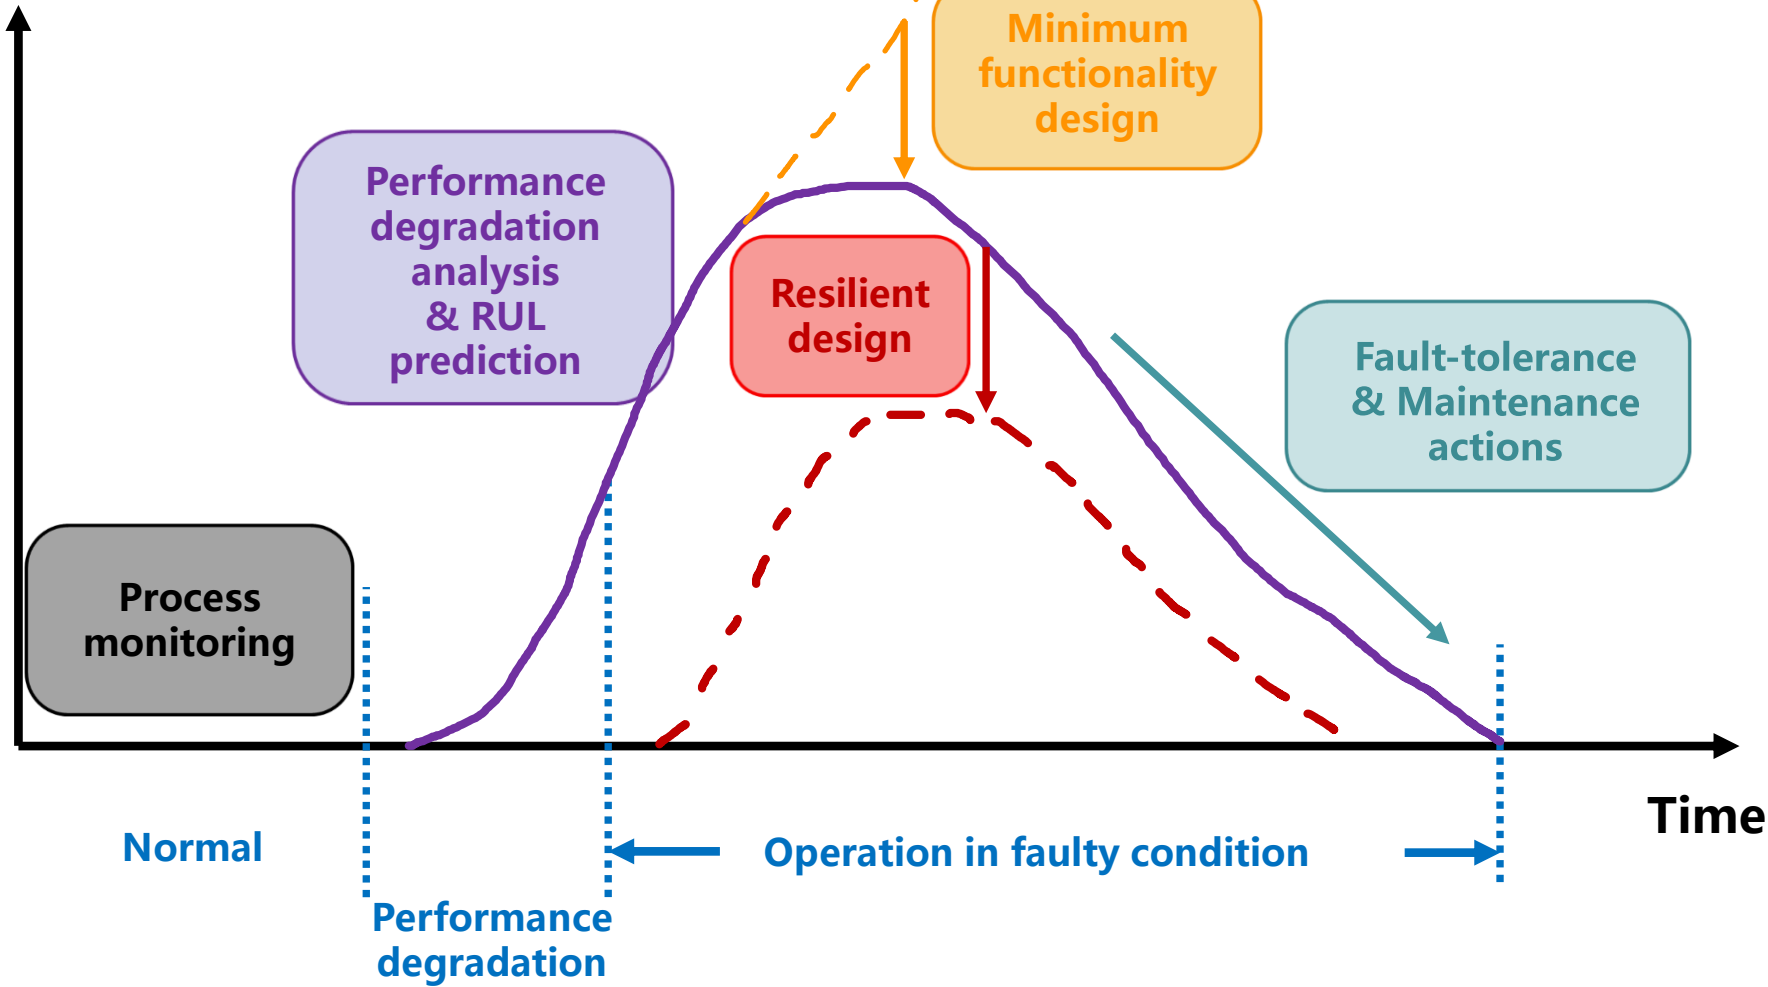 Minimum
functionality
design
Performance
degradation
analysis
& RUL
prediction
Resilient
design
Fault-tolerance
& Maintenance
actions
Process
monitoring
Time
Normal
Operation in faulty condition
Performance
degradation